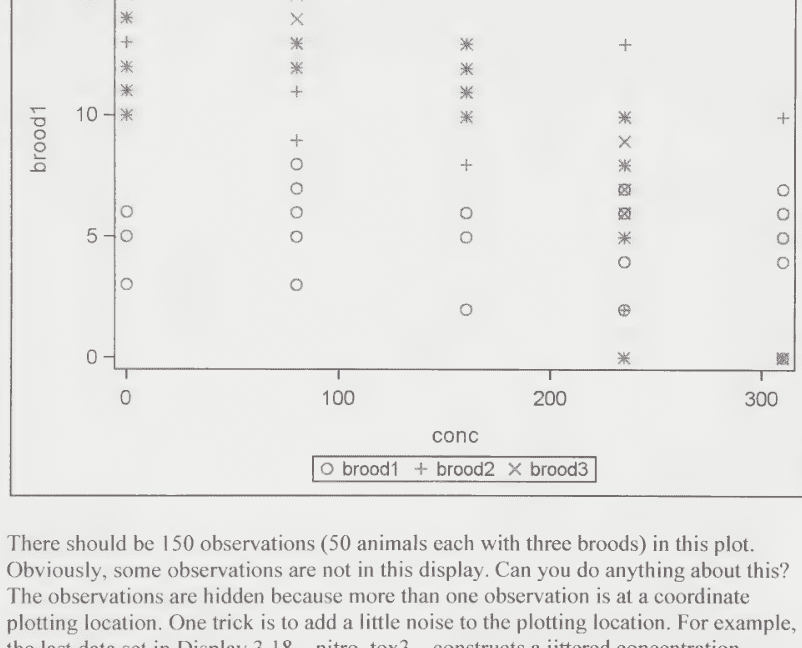 brood1
10
5
0
0 100 200 300
conc
brood1 brood2 brood3
There should be 150 observations (50 animals each with three broods) in this plot.
Obviously, some observations are not in this display. Can you do anything about this?
The observations are hidden because more than one observation is at a coordinate
plotting location. One trick is to add a little noise to the plotting location. For example,
the last data set in Display 3.18—nitro_tox3—constructs a jittered concentration